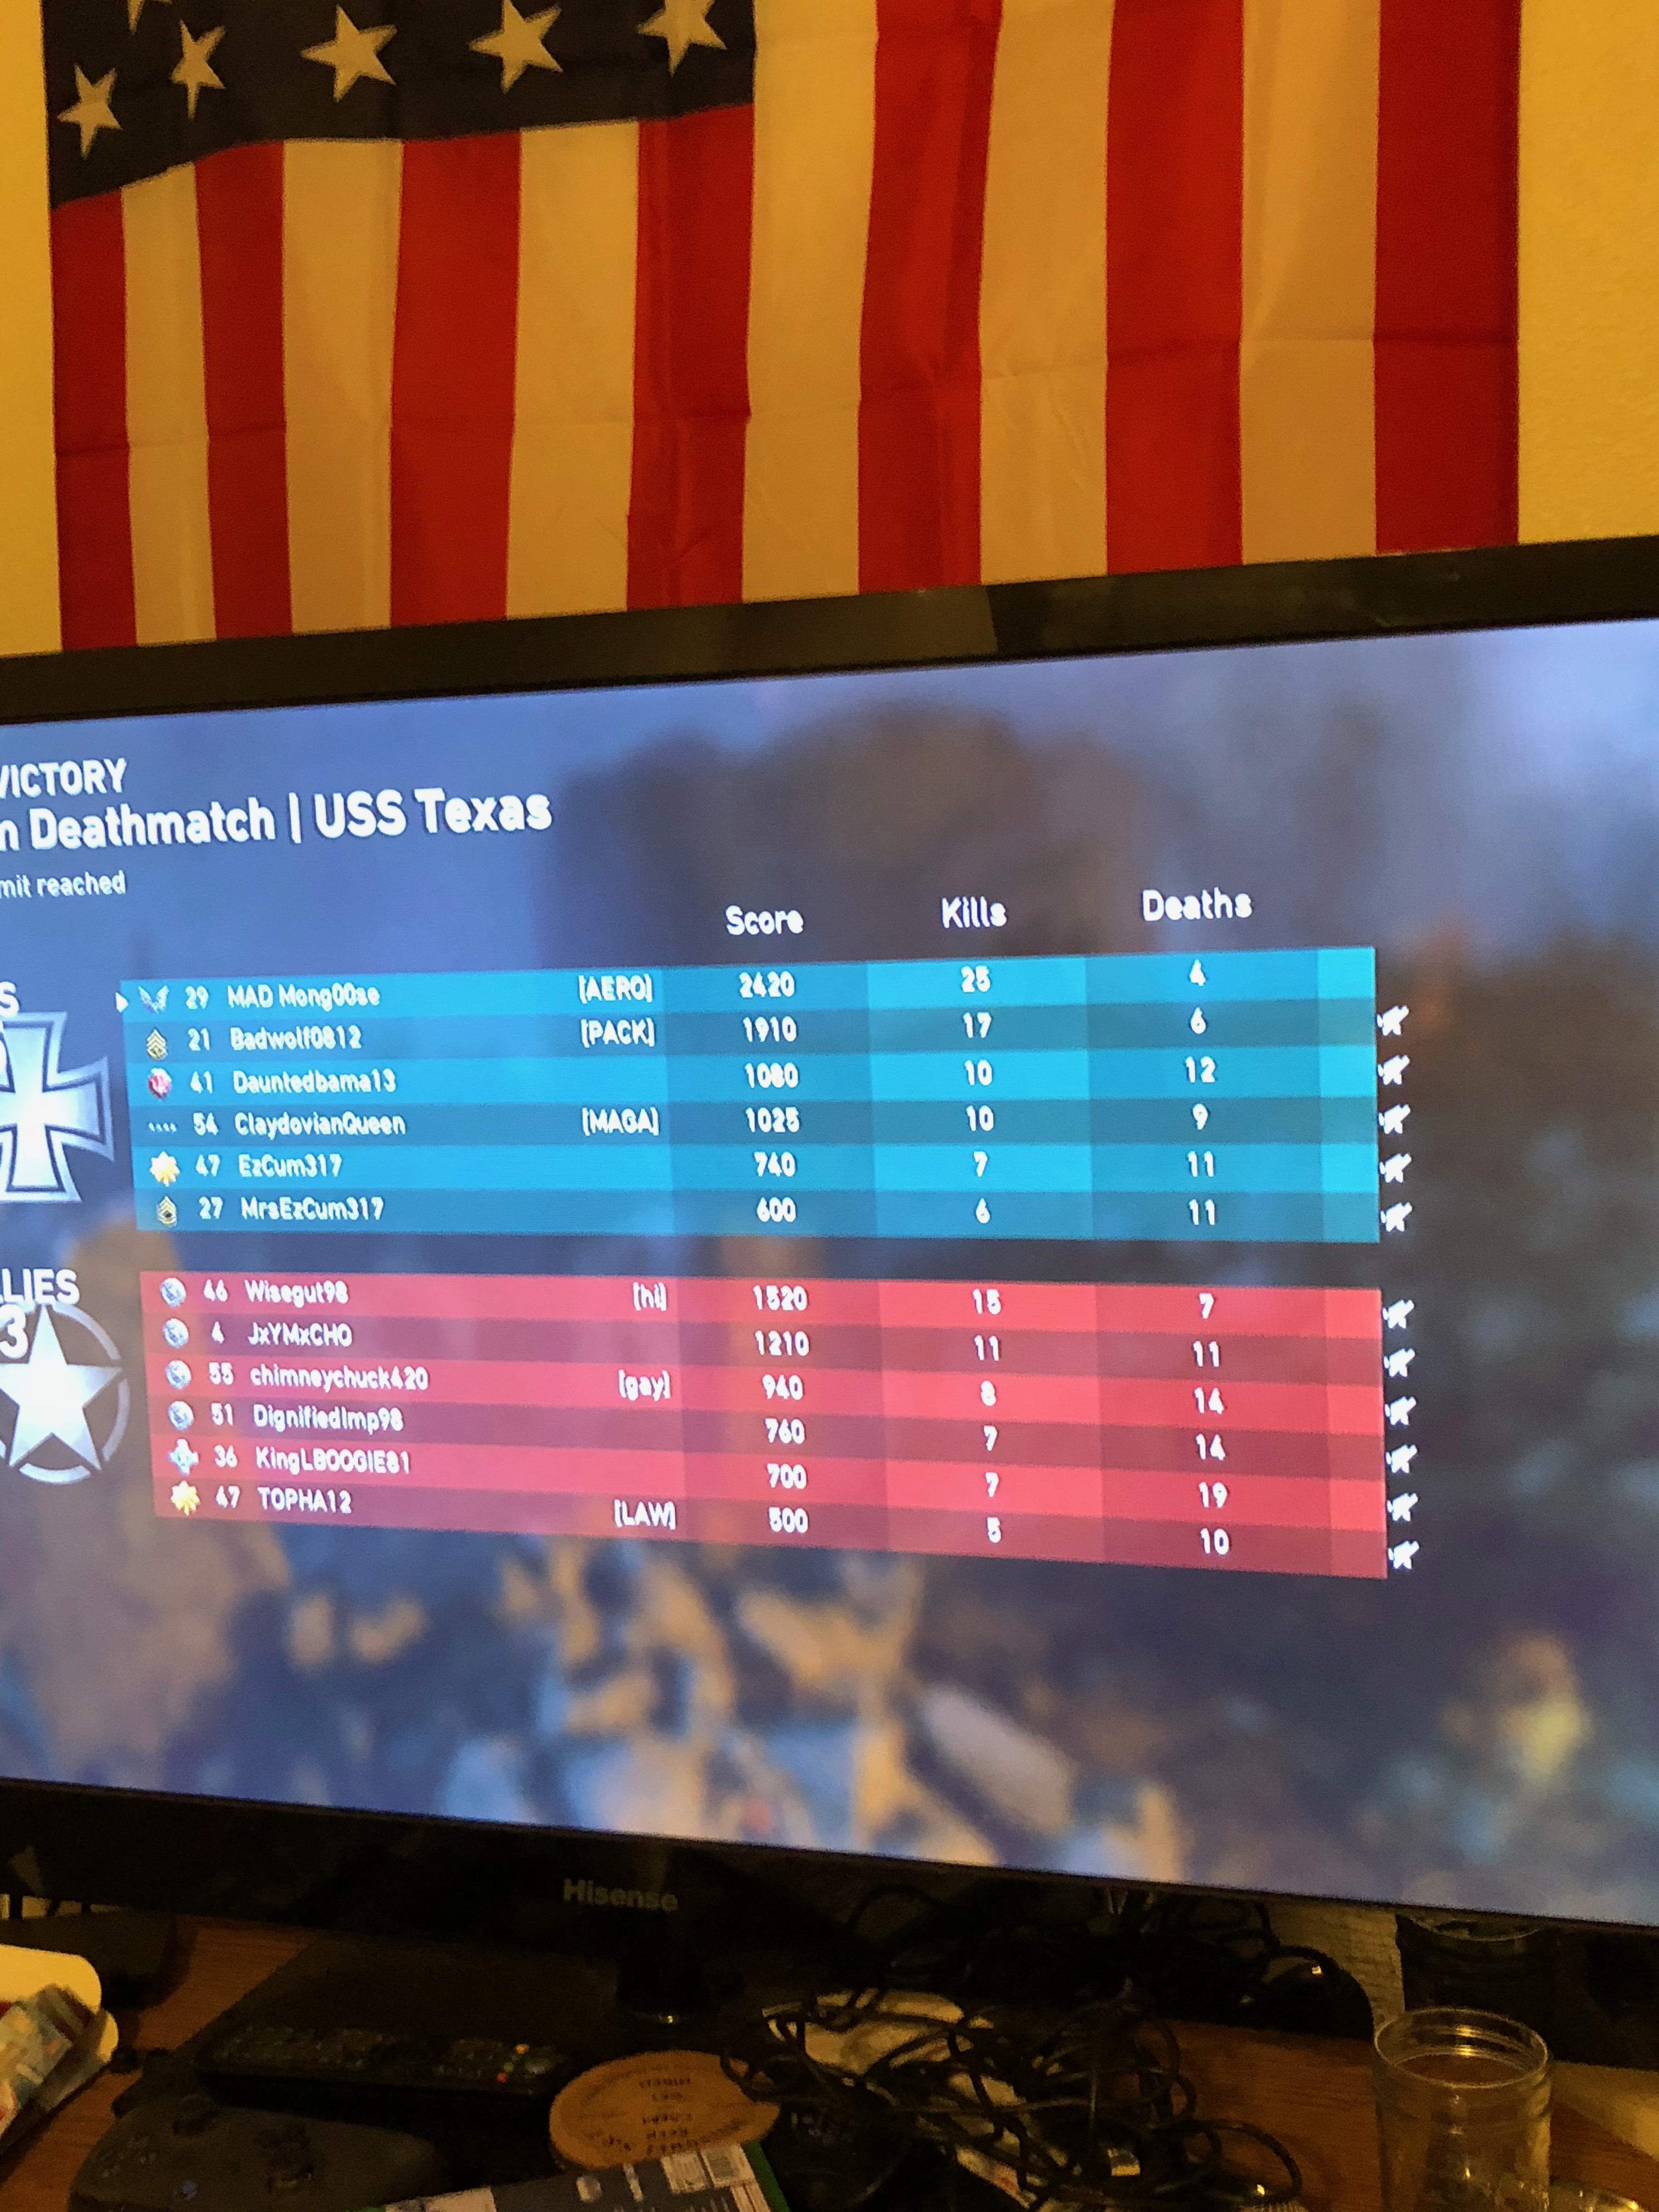 VICTORY
n Deathmatch | USS Texas
mit reached
Score Kills Deaths
S
29 MAD Mong00se [AERO] 2420 25 4
21 Badwolf0812 [PACK] 1910 17 6
41 Dauntedbama13 1080 10 12
54 ClaydovianQueen [MAGA] 1025 10 9
47 EzCum317 740 7 11
27 MrsEzCum317 600 6 11
LLIES
3
46 Wisegut98 [hi] 1520 15 7
4 JxYMxCHO 1210 11 11
55 chimneychuck420 [gay] 940 8 14
51 DignifiedImp98 760 7 14
36 KingLBOOGIE81 700 7 19
47 TOPHA12 [LAW] 500 5 10
Hisense